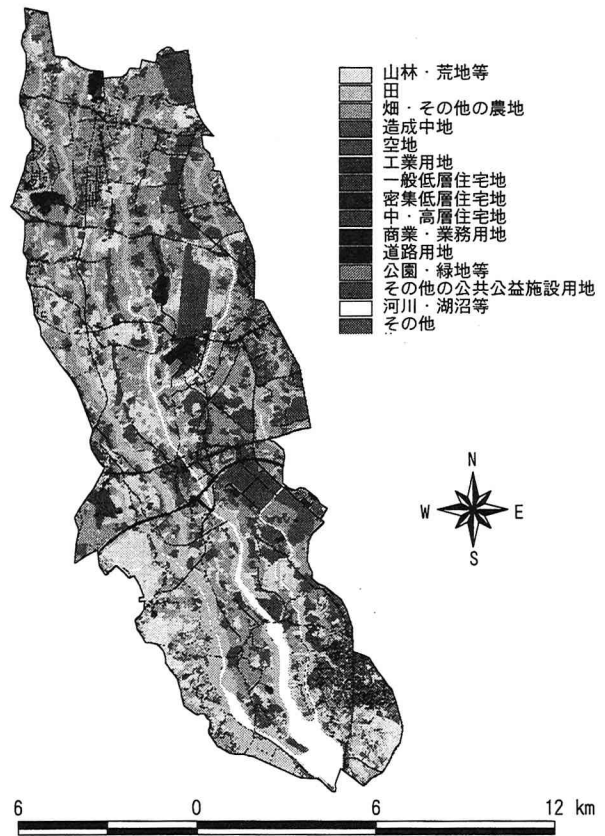 山林・荒地等
田
畑・その他の農地
造成中地
空地
工業用地
一般低層住宅地
密集低層住宅地
中・高層住宅地
商業・業務用地
道路用地
公園・緑地等
その他の公共公益施設用地
河川・湖沼等
その他
N
W E
S
6 0 6 12 km